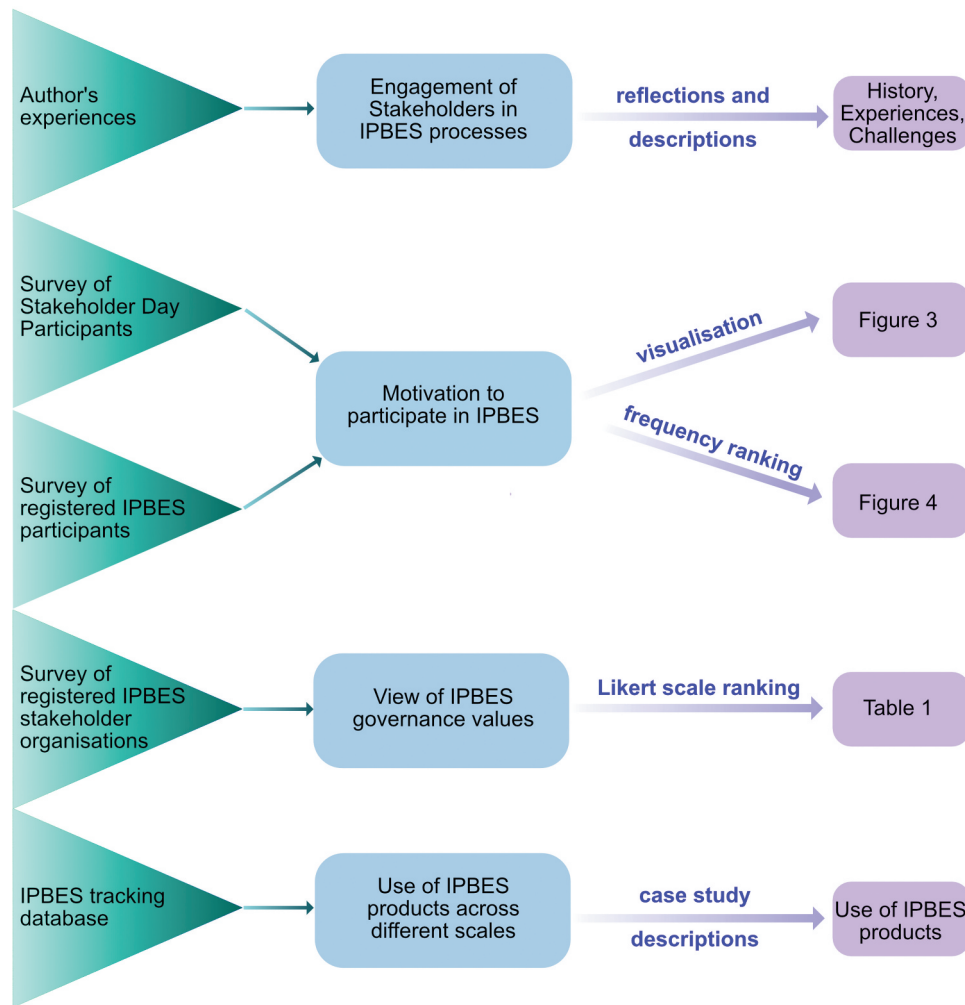 Author's
experiences
Engagement of
Stakeholders in
IPBES processes
reflections and
descriptions
History,
Experiences,
Challenges
Survey of
Stakeholder Day
Participants
Survey of
registered IPBES
participants
Motivation to
participate in IPBES
visualisation
Figure 3
frequency ranking
Figure 4
Survey of
registered IPBES
stakeholder
organisations
View of IPBES
governance values
Likert scale ranking
Table 1
IPBES tracking
database
Use of IPBES
products across
different scales
case study
descriptions
Use of IPBES
products